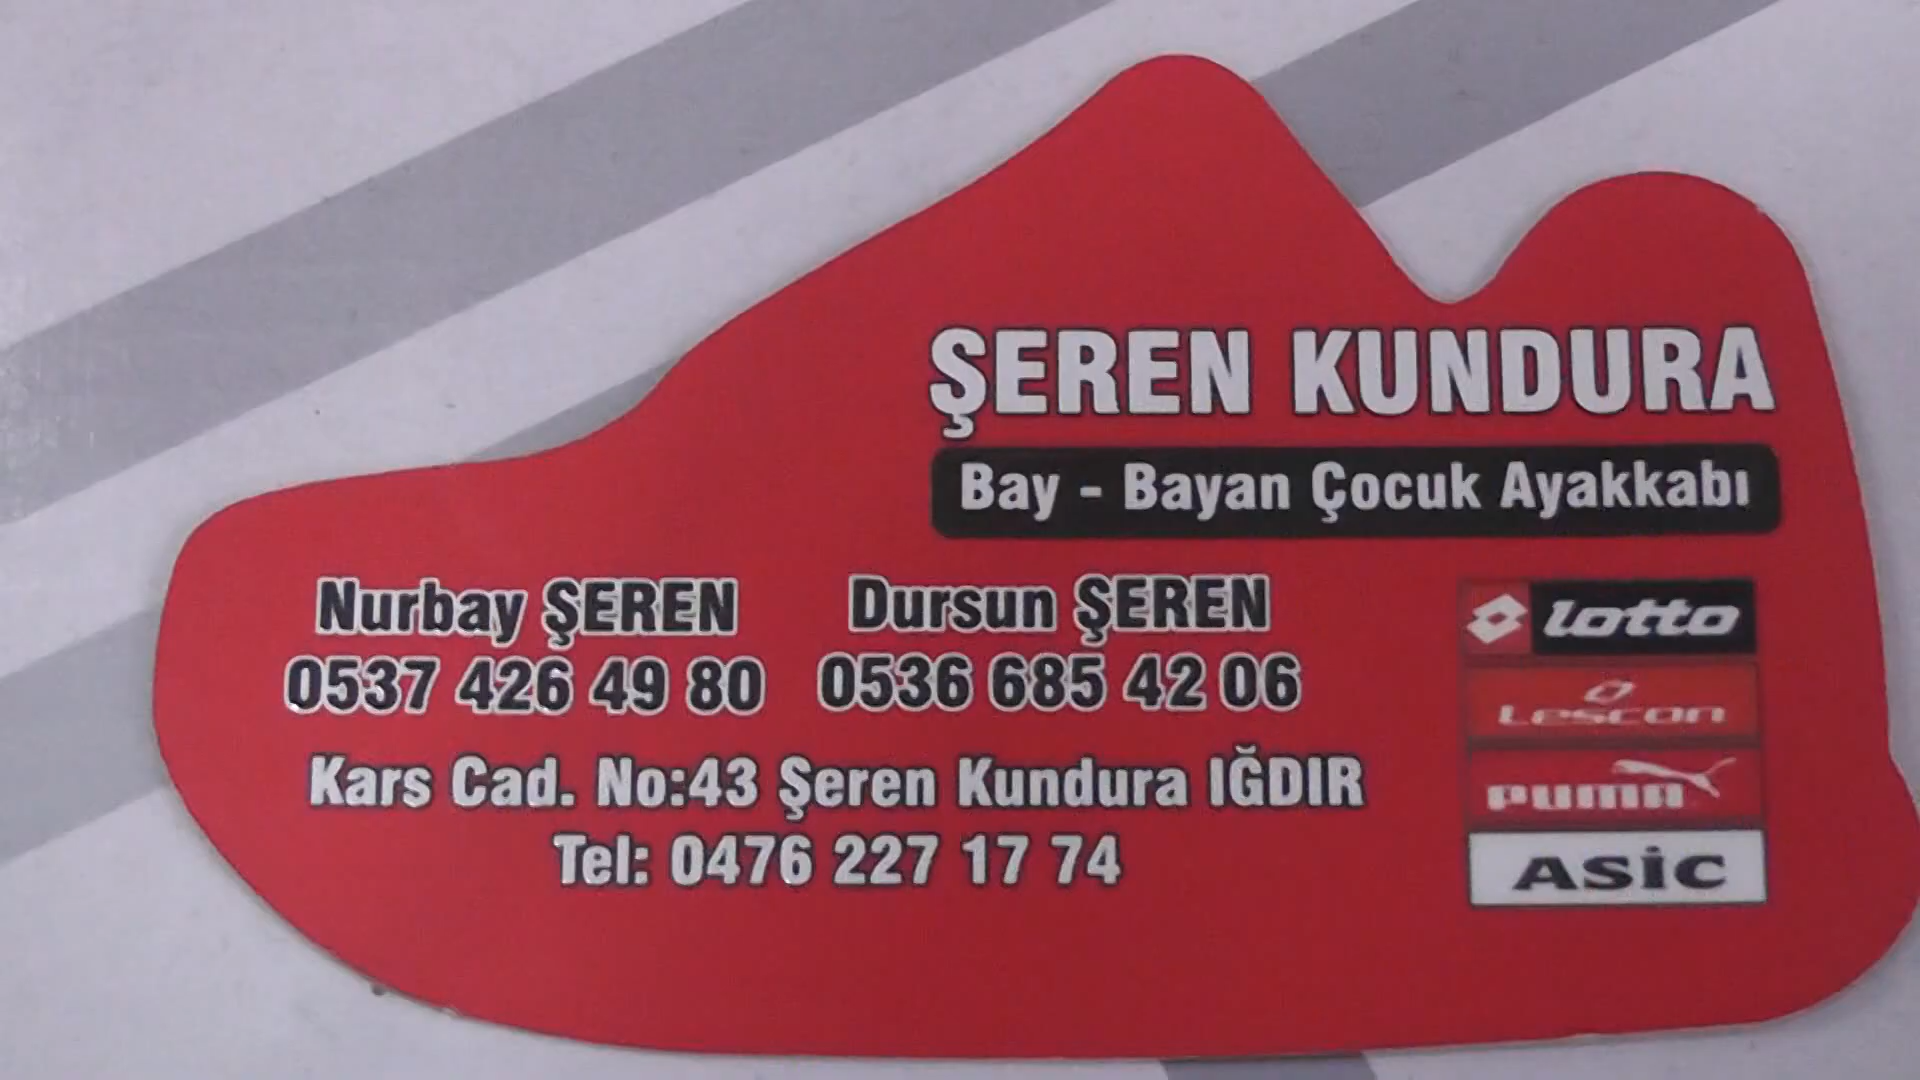 ŞEREN KUNDURA
Bay - Bayan Çocuk Ayakkabı
Nurbay ŞEREN
0537 426 49 80
Dursun ŞEREN
0536 685 42 06
Kars Cad. No:43 Şeren Kundura IĞDIR
Tel: 0476 227 17 74
lotto
Lescon
PUMA
ASİC